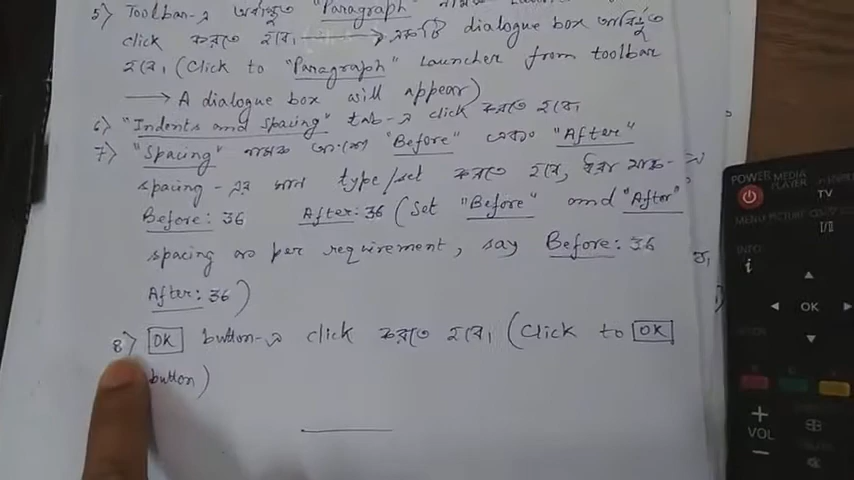 5> Toolbar-এ অবস্থিত "Paragraph"
click করতে হবে। → একটি dialogue box আবির্ভূত
হবে। (Click to "Paragraph" Launcher from toolbar
→ A dialogue box will appear)
6> "Indents and Spacing" tab-এ click করতে হবে।
7> "Spacing" নামক অংশে "Before" এবং "After"
spacing-এর মান type/set করতে হবে, ধরা যাক-
Before: 36 After: 36 (Set "Before" and "After"
spacing as per requirement, say Before: 36
After: 36)
8> OK button-এ click করতে হবে। (Click to OK
button)
POWER MEDIA PLAYER TV
MENU PICTURE
INFO
i
OK
VOL